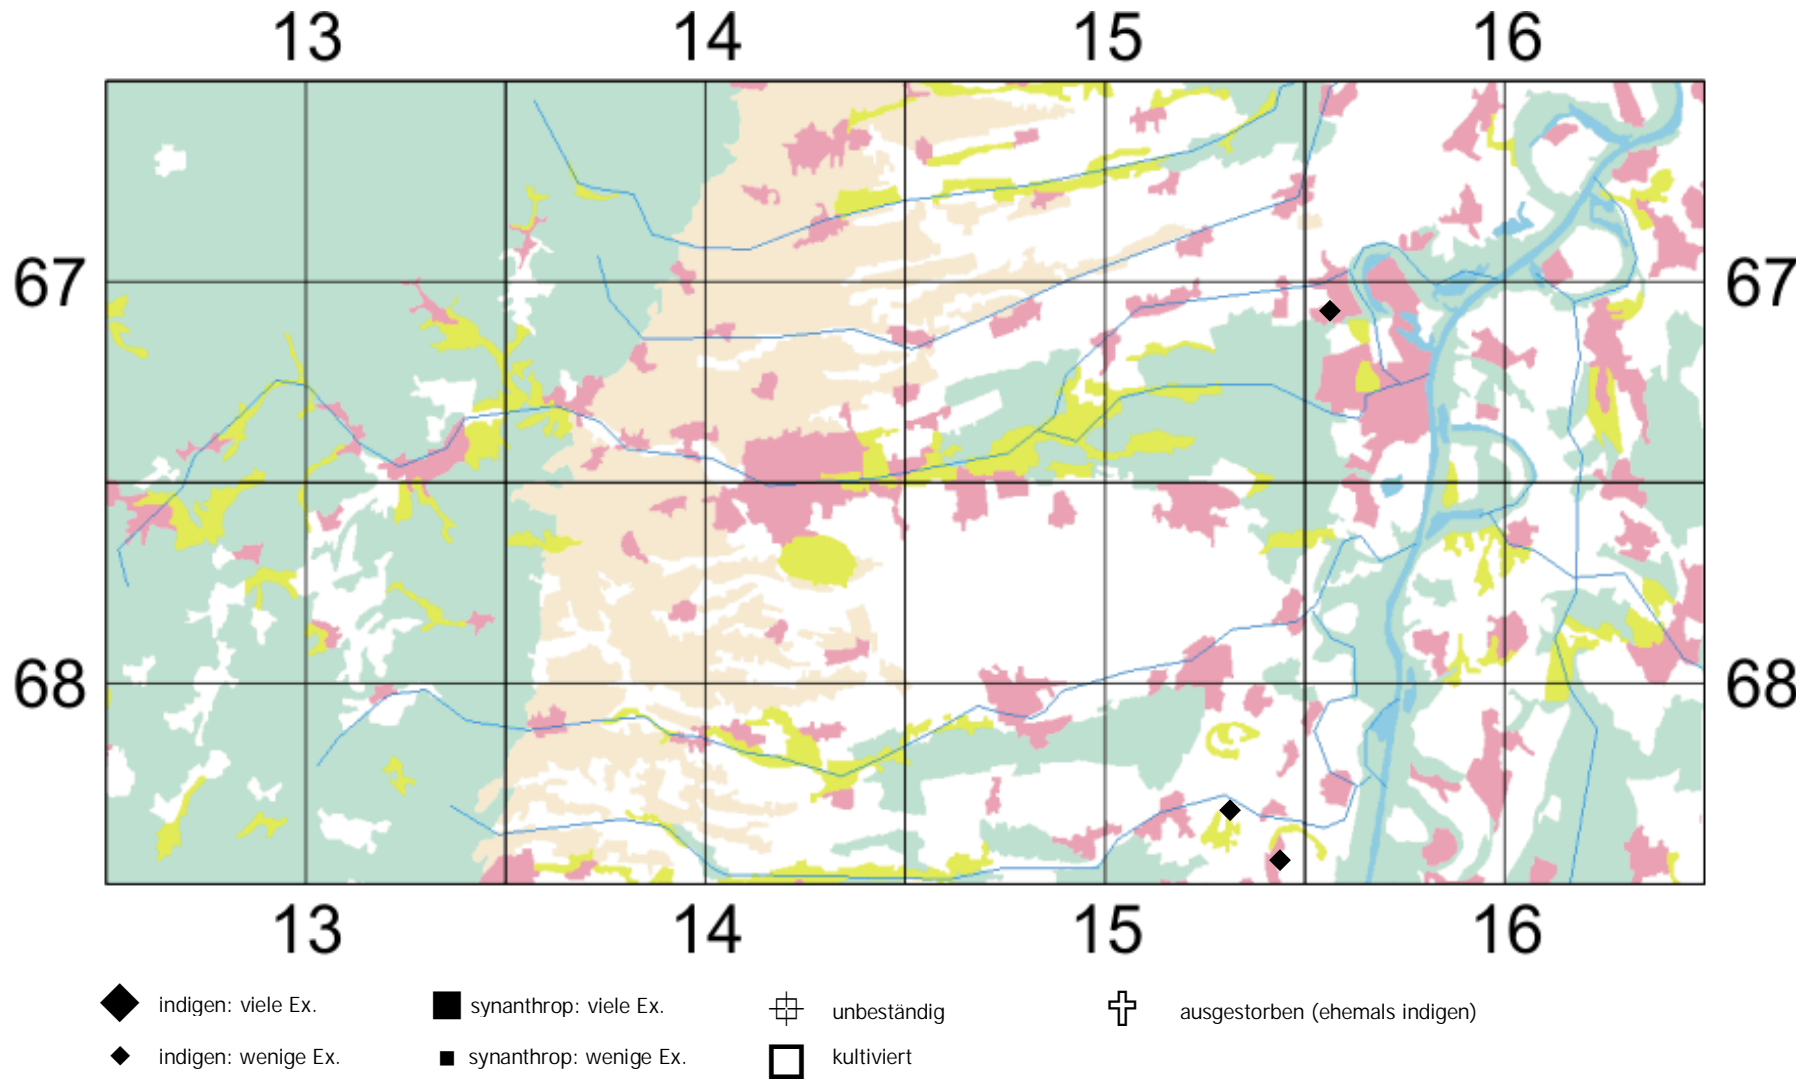 13 14 15 16
67 67
68 68
13 14 15 16
indigen: viele Ex. synanthrop: viele Ex. unbeständig ausgestorben (ehemals indigen)
indigen: wenige Ex. synanthrop: wenige Ex. kultiviert